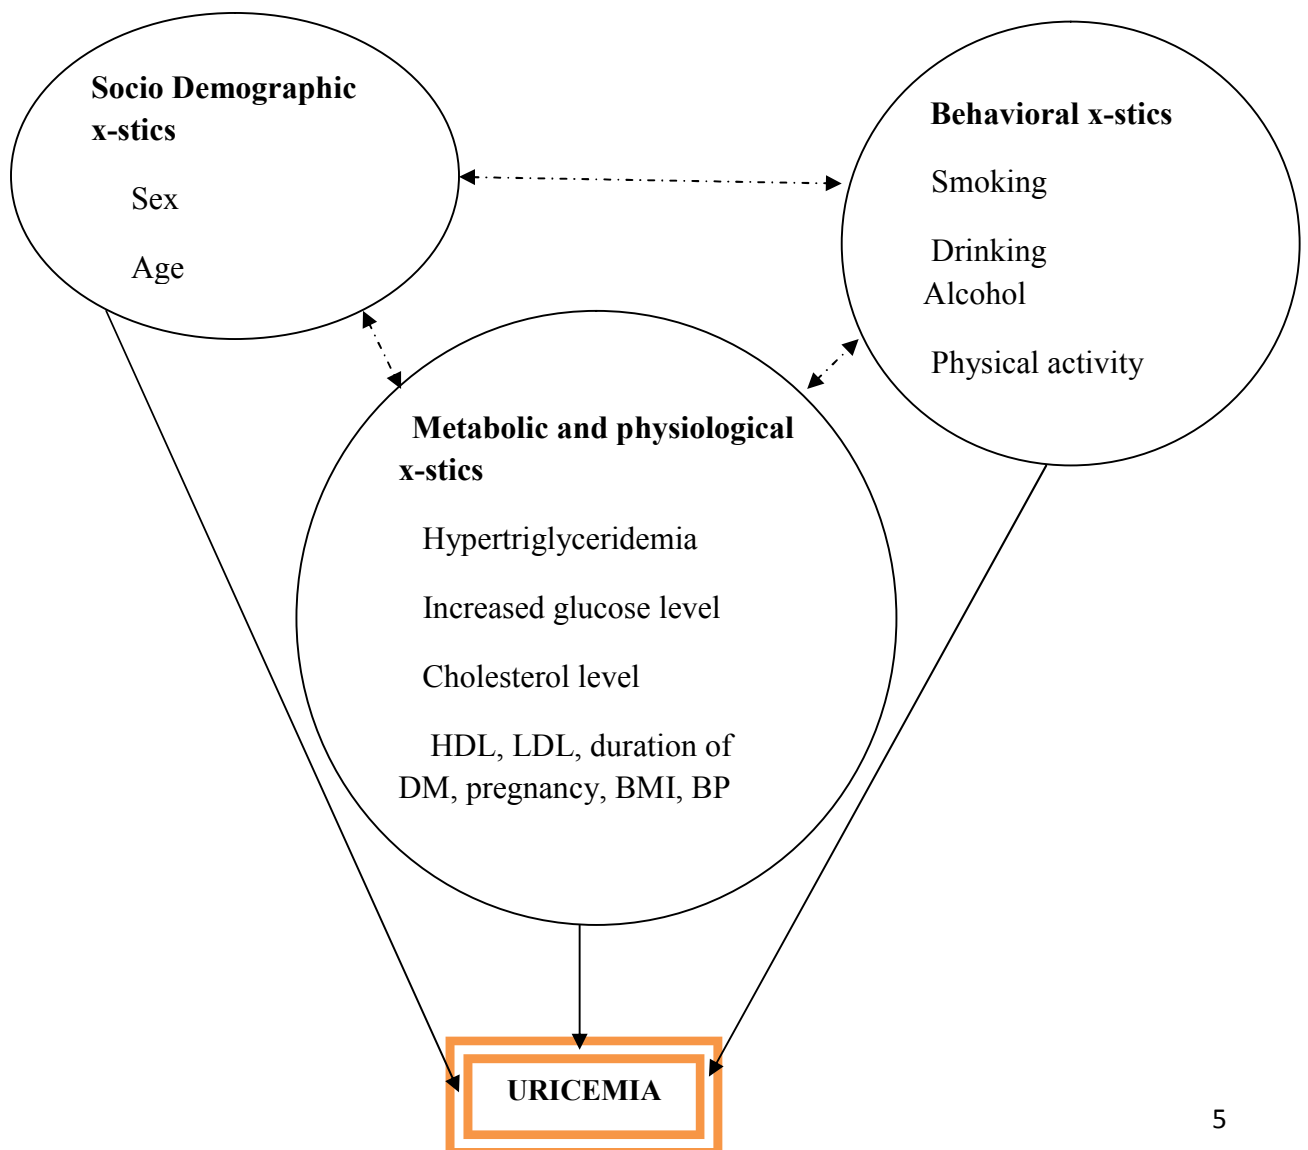 Socio Demographic
x-stics
Sex
Age
Behavioral x-stics
Smoking
Drinking
Alcohol
Physical activity
Metabolic and physiological
x-stics
Hypertriglyceridemia
Increased glucose level
Cholesterol level
HDL, LDL, duration of
DM, pregnancy, BMI, BP
URICEMIA
5